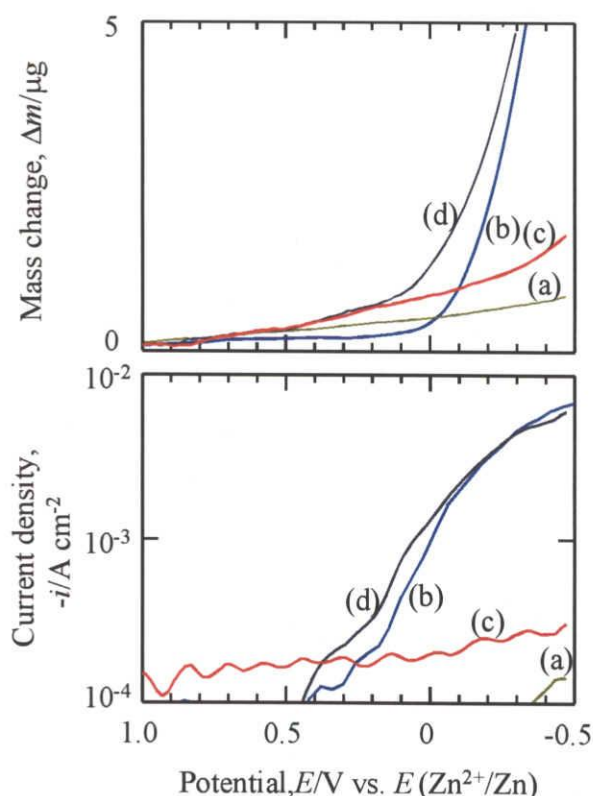 5
Mass change, Δm/μg
(d)
(b)(c)
(a)
0
10⁻²
Current density,
-i/A cm⁻²
10⁻³
(d)
(b)
(c)
(a)
10⁻⁴
1.0 0.5 0 -0.5
Potential,E/V vs. E (Zn²⁺/Zn)